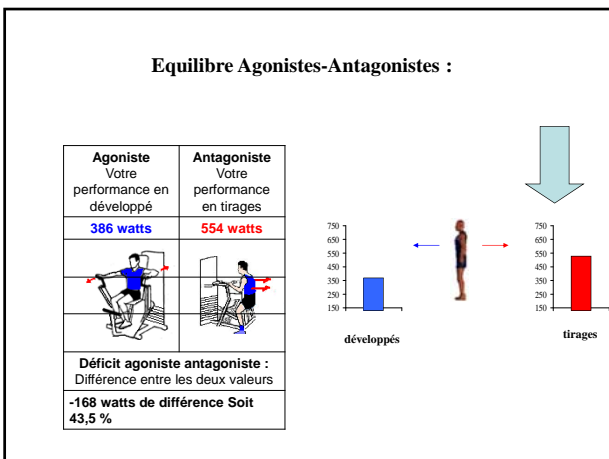 Equilibre Agonistes-Antagonistes :
Agoniste
Votre
performance en
développé
Antagoniste
Votre
performance
en tirages
386 watts
554 watts
Déficit agoniste antagoniste :
Différence entre les deux valeurs
-168 watts de différence Soit
43,5 %
750
650
550
450
350
250
150
développés
750
650
550
450
350
250
150
tirages